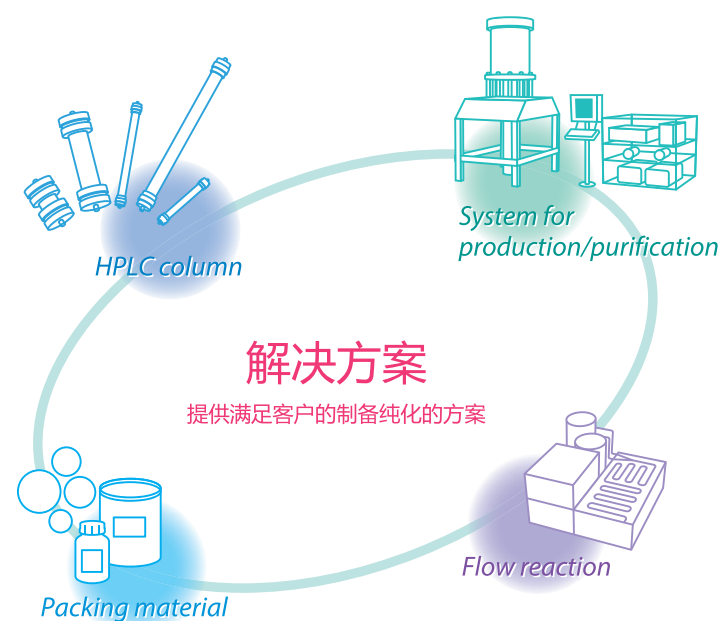 HPLC column
System for
production/purification
解决方案
提供满足客户的制备纯化的方案
Flow reaction
Packing material